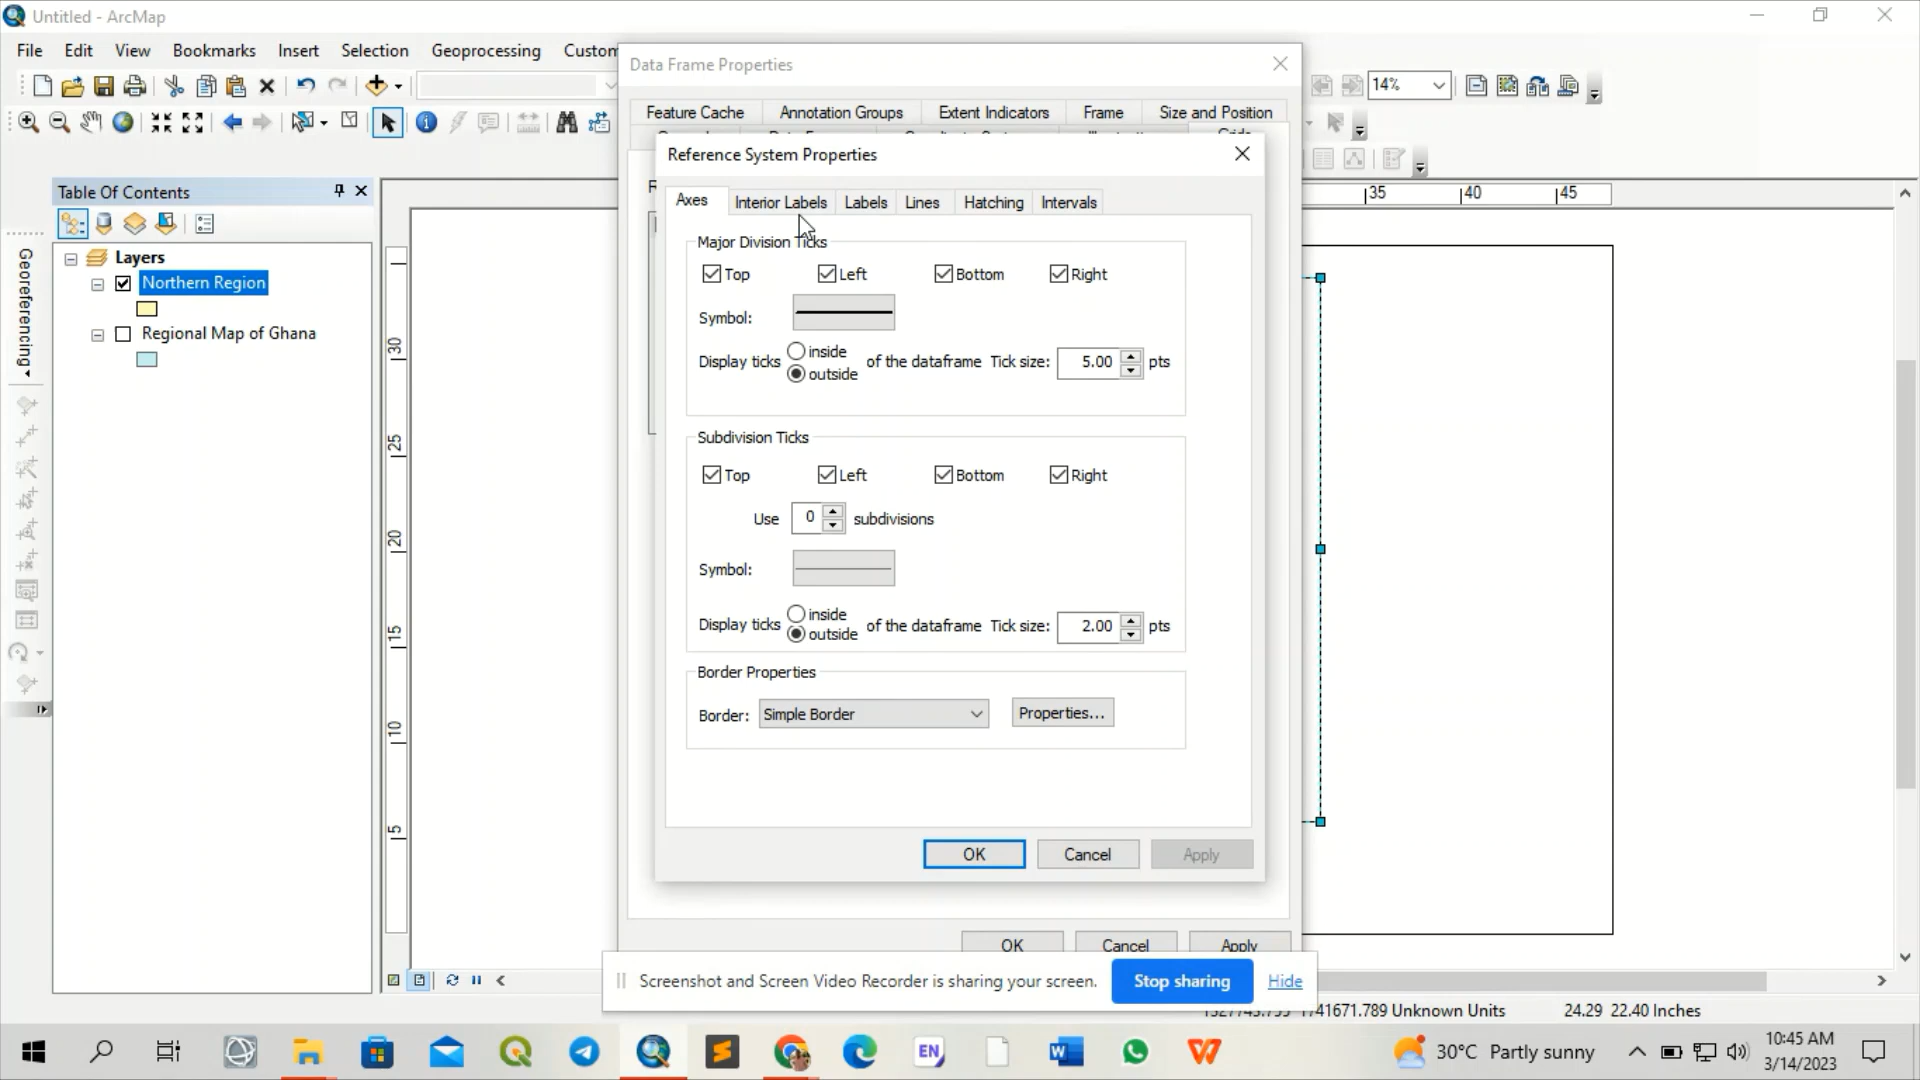 Untitled - ArcMap
File Edit View Bookmarks Insert Selection Geoprocessing Custom
14%
Data Frame Properties
Feature Cache Annotation Groups Extent Indicators Frame Size and Position
Reference System Properties
Axes Interior Labels Labels Lines Hatching Intervals
Major Division Ticks
Top Left Bottom Right
Symbol:
Display ticks inside outside of the dataframe Tick size: 5.00 pts
Subdivision Ticks
Top Left Bottom Right
Use 0 subdivisions
Symbol:
Display ticks inside outside of the dataframe Tick size: 2.00 pts
Border Properties
Border: Simple Border Properties...
OK Cancel Apply
OK Cancel Apply
Table Of Contents
Layers
Northern Region
Regional Map of Ghana
Georeferencing
35 40 45
30
25
20
15
10
5
Screenshot and Screen Video Recorder is sharing your screen. Stop sharing Hide
1741671.789 Unknown Units 24.29 22.40 Inches
EN
30°C Partly sunny
10:45 AM
3/14/2023